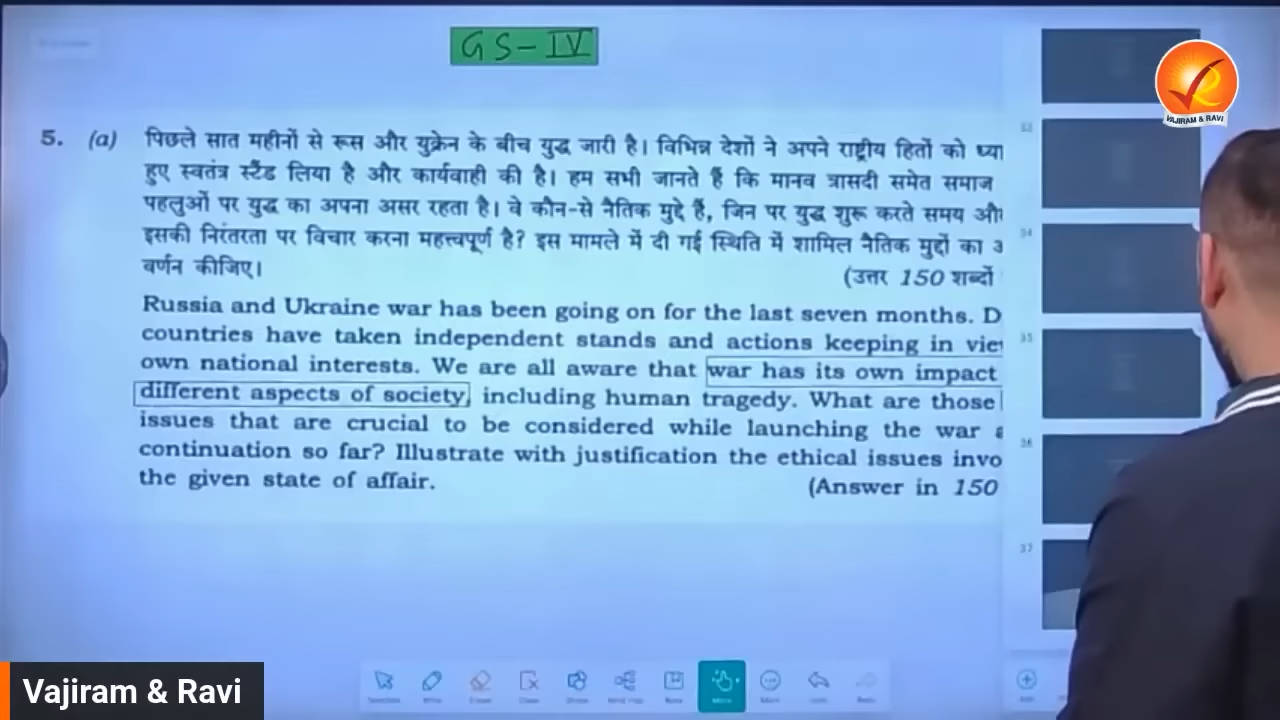 GS-IV
VAJIRAM & RAVI
5. (a) पिछले सात महीनों से रूस और युक्रेन के बीच युद्ध जारी है। विभिन्न देशों ने अपने राष्ट्रीय हितों को
हुए स्वतंत्र स्टैंड लिया है और कार्यवाही की है। हम सभी जानते हैं कि मानव त्रासदी समेत समाज
पहलुओं पर युद्ध का अपना असर रहता है। वे कौन-से नैतिक मुद्दे हैं, जिन पर युद्ध शुरू करते समय
इसकी निरंतरता पर विचार करना महत्त्वपूर्ण है? इस मामले में दी गई स्थिति में शामिल नैतिक मुद्दों का
वर्णन कीजिए।
(उत्तर 150 शब्दों
Russia and Ukraine war has been going on for the last seven months. D
countries have taken independent stands and actions keeping in
own national interests. We are all aware that war has its own impact
different aspects of society, including human tragedy. What are those
issues that are crucial to be considered while launching the war
continuation so far? Illustrate with justification the ethical issues invo
the given state of affair.
(Answer in 150
33
34
35
36
37
Vajiram & Ravi